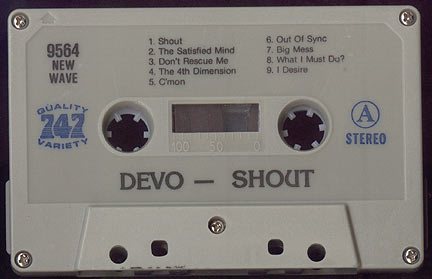 9564
NEW
WAVE
1. Shout
2. The Satisfied Mind
3. Don't Rescue Me
4. The 4th Dimension
5. C'mon
6. Out Of Sync
7. Big Mess
8. What I Must Do?
9. I Desire
QUALITY
747
VARIETY
100 50 0
A
STEREO
DEVO — SHOUT